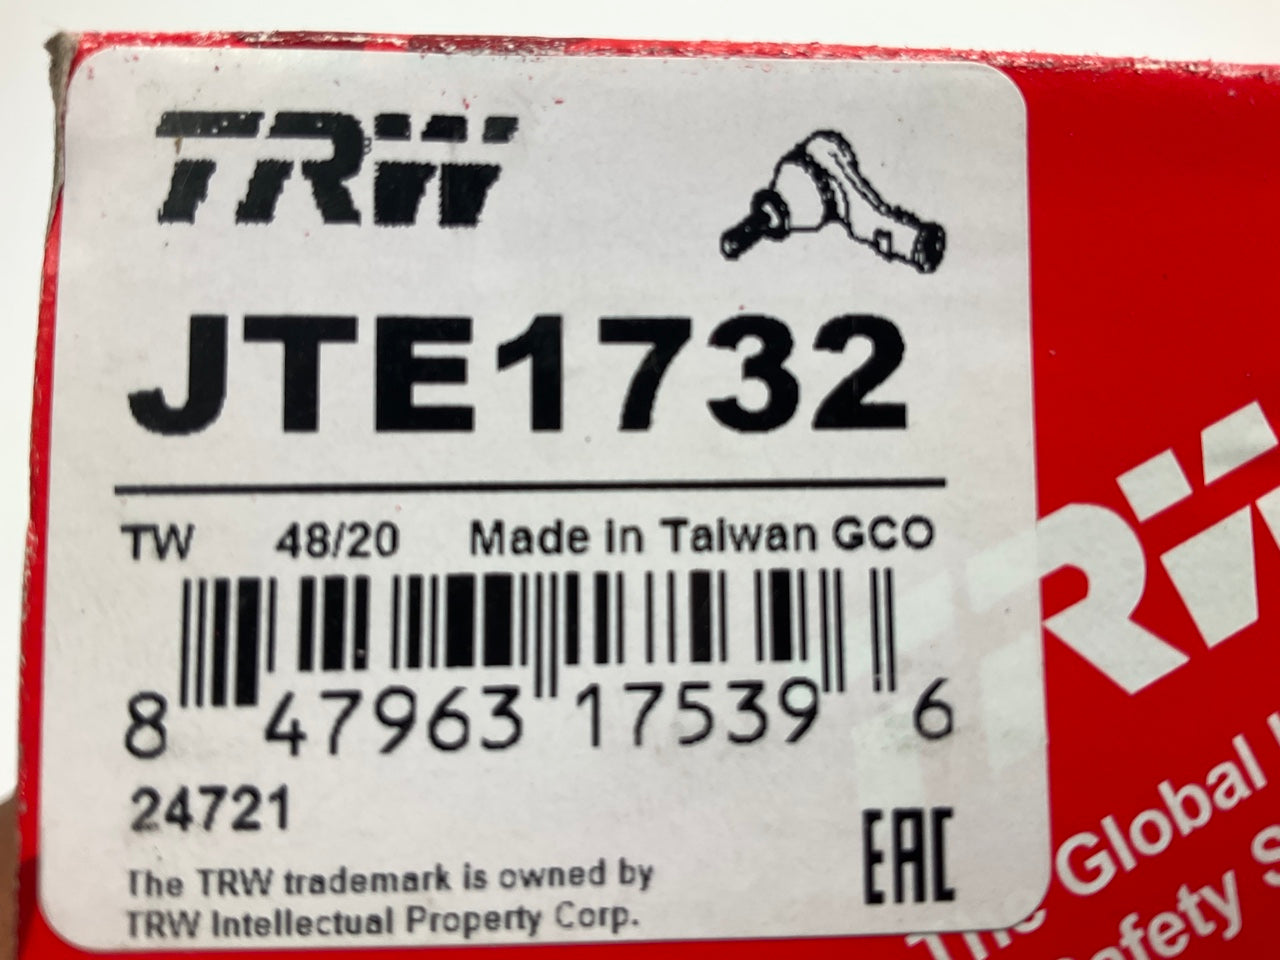 TRW
JTE1732
TW 48/20 Made in Taiwan GCO
8 47963 17539 6
24721
EAC
The TRW trademark is owned by
TRW Intellectual Property Corp.
TRW
The Global
Safety